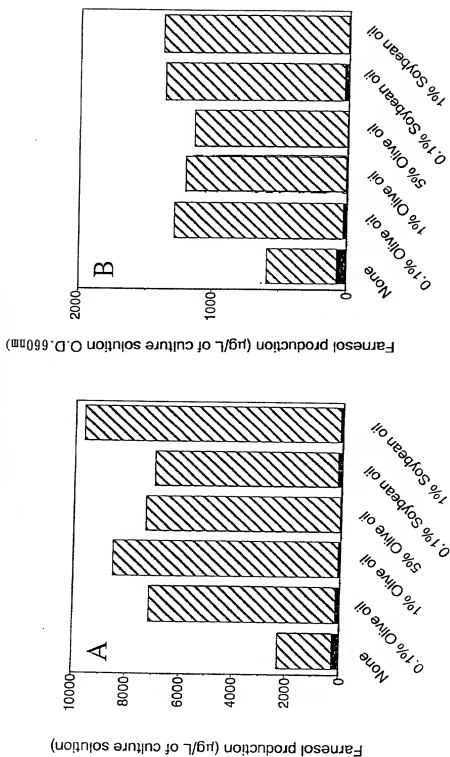 A
Farnesol production (µg/L of culture solution)
10000
8000
6000
4000
2000
0
None
0.1% Olive oil
1% Olive oil
5% Olive oil
0.1% Soybean oil
1% Soybean oil
B
Farnesol production (µg/L of culture solution O.D.660nm)
2000
1000
0
None
0.1% Olive oil
1% Olive oil
5% Olive oil
0.1% Soybean oil
1% Soybean oil